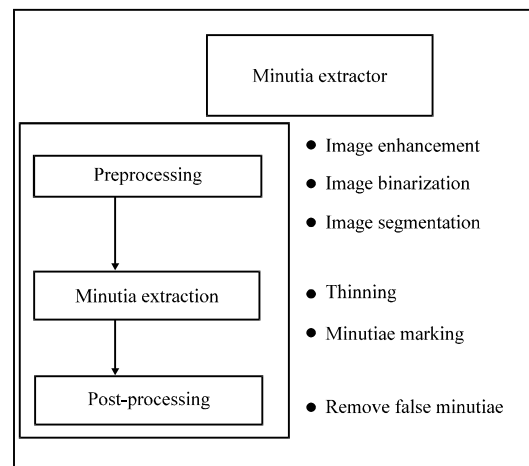 Minutia extractor
Preprocessing
● Image enhancement
● Image binarization
● Image segmentation
Minutia extraction
● Thinning
● Minutiae marking
Post-processing
● Remove false minutiae